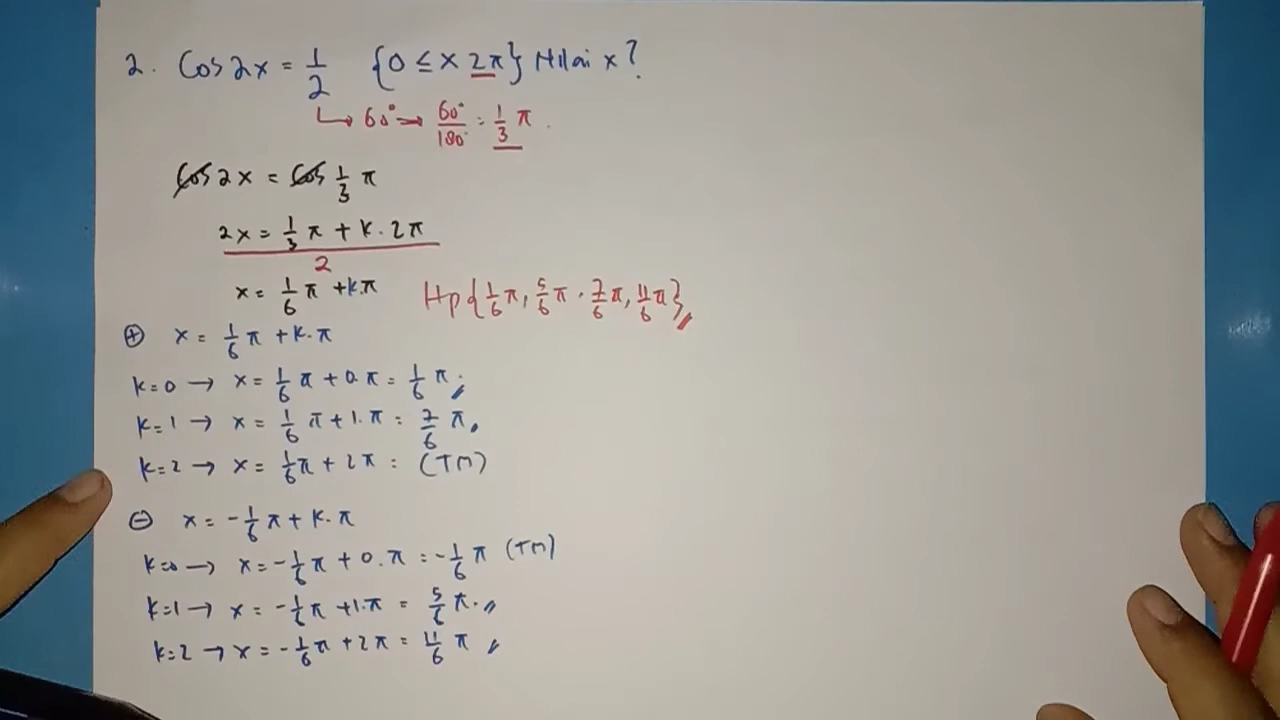 2. Cos 2x = 1/2 {0 ≤ x 2π} Nilai x?
↳ 60° → 60°/180° = 1/3 π.
Cos 2x = Cos 1/3 π
2x = 1/3 π + k. 2π
2
x = 1/6 π + k.π
Hp {1/6 π, 5/6 π, 7/6 π, 11/6 π}
⊕ x = 1/6 π + k. π
k=0 → x = 1/6 π + 0.π = 1/6 π
k=1 → x = 1/6 π + 1.π = 7/6 π
k=2 → x = 1/6 π + 2π = (TM)
⊖ x = -1/6 π + k. π
k=0 → x = -1/6 π + 0.π = -1/6 π (TM)
k=1 → x = -1/6 π + 1.π = 5/6 π
k=2 → x = -1/6 π + 2π = 11/6 π